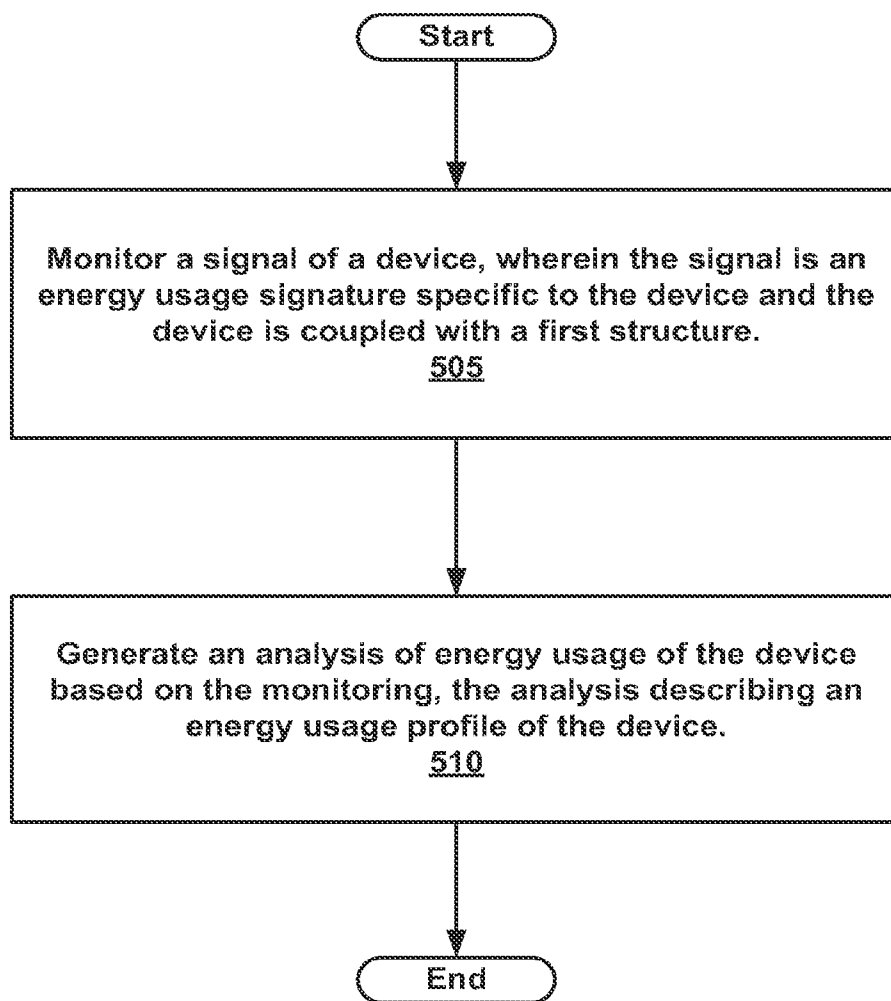 Start
Monitor a signal of a device, wherein the signal is an
energy usage signature specific to the device and the
device is coupled with a first structure.
505
Generate an analysis of energy usage of the device
based on the monitoring, the analysis describing an
energy usage profile of the device.
510
End